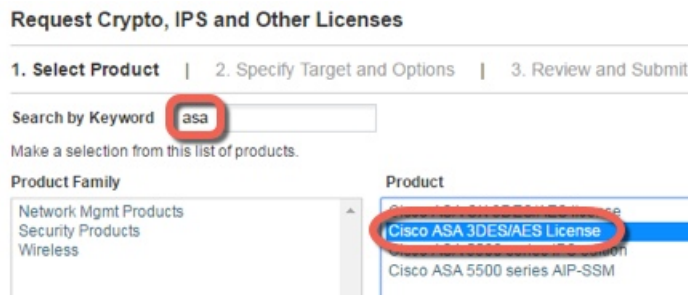 Request Crypto, IPS and Other Licenses
1. Select Product | 2. Specify Target and Options | 3. Review and Submit
Search by Keyword asa
Make a selection from this list of products.
Product Family Product
Network Mgmt Products
Security Products
Wireless
Cisco ASA 3DES/AES License
Cisco ASA 5500 series AIP-SSM